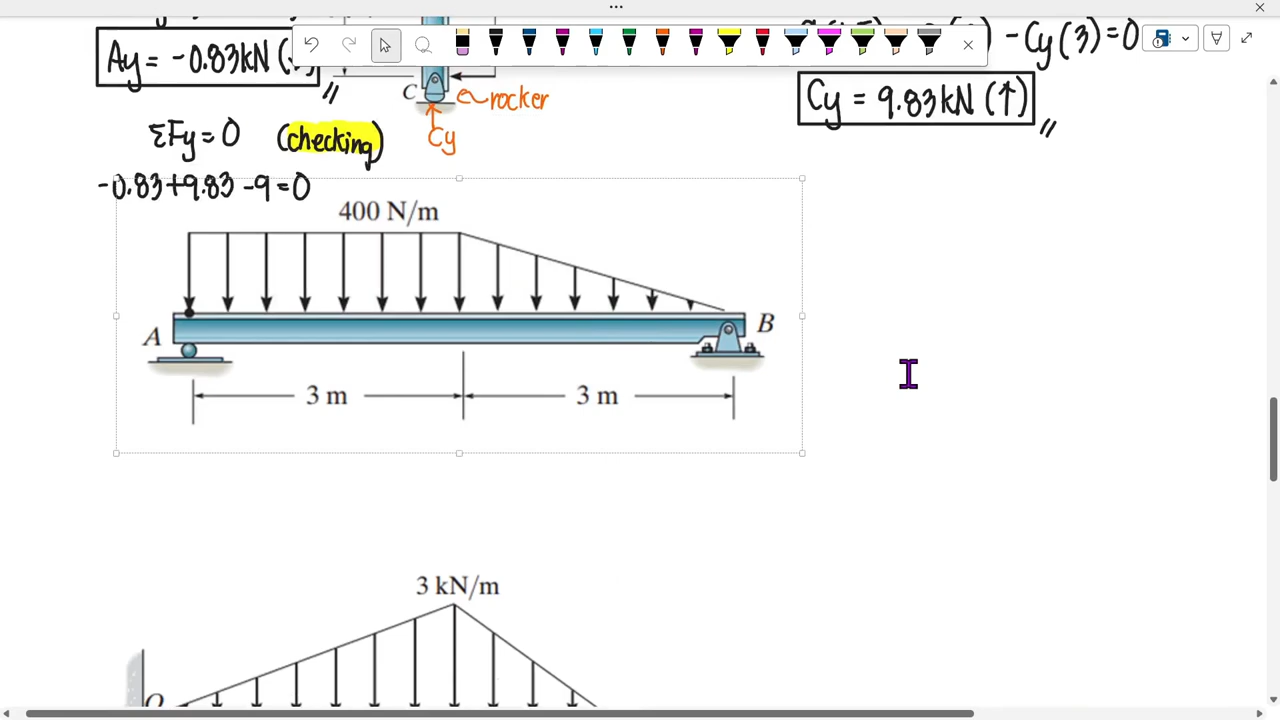 Ay = -0.83kN (
- Cy(3) = 0
C
rocker
Cy = 9.83kN (↑)
ΣFy = 0 (checking)
Cy
-0.83+9.83 -9 = 0
400 N/m
A
B
3 m
3 m
3 kN/m
O